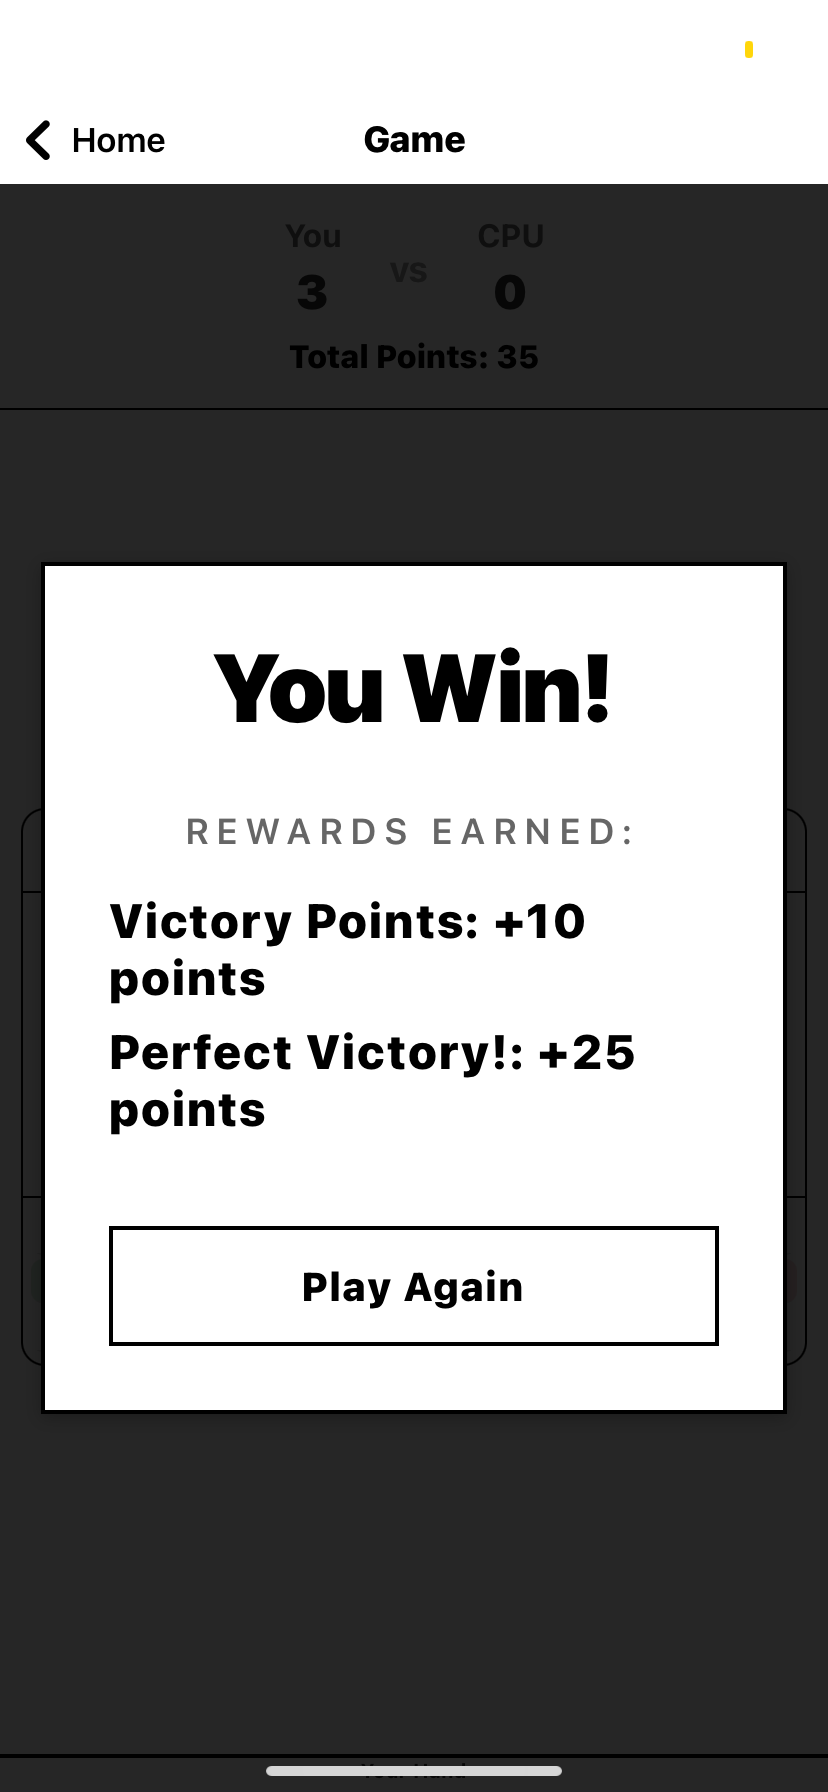 Home
Game
You
CPU
vs
3
0
Total Points: 35
You Win!
REWARDS EARNED:
Victory Points: +10
points
Perfect Victory!: +25
points
Play Again